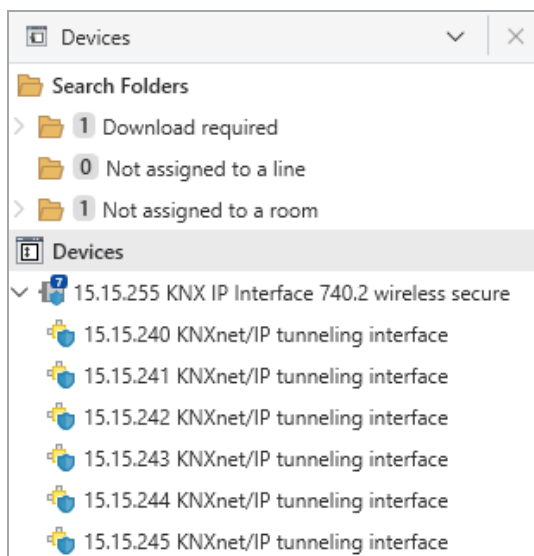 Devices
Search Folders
1 Download required
0 Not assigned to a line
1 Not assigned to a room
Devices
7
15.15.255 KNX IP Interface 740.2 wireless secure
15.15.240 KNXnet/IP tunneling interface
15.15.241 KNXnet/IP tunneling interface
15.15.242 KNXnet/IP tunneling interface
15.15.243 KNXnet/IP tunneling interface
15.15.244 KNXnet/IP tunneling interface
15.15.245 KNXnet/IP tunneling interface